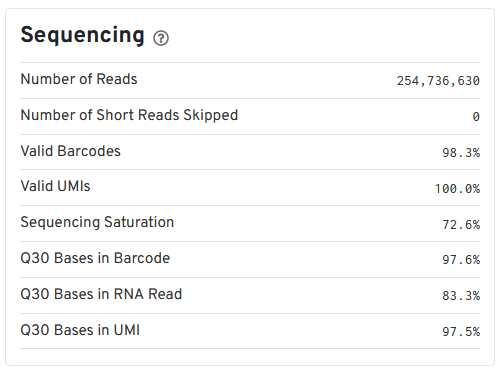 Sequencing ?
Number of Reads 254,736,630
Number of Short Reads Skipped 0
Valid Barcodes 98.3%
Valid UMIs 100.0%
Sequencing Saturation 72.6%
Q30 Bases in Barcode 97.6%
Q30 Bases in RNA Read 83.3%
Q30 Bases in UMI 97.5%